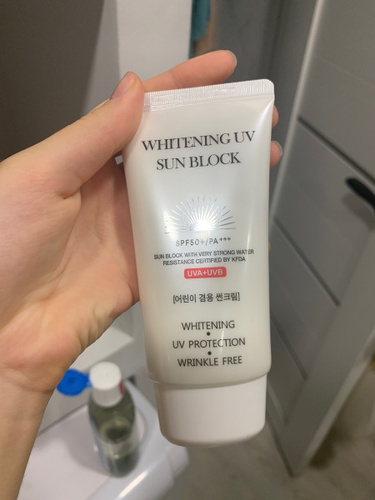 WHITENING UV
SUN BLOCK
SPF50+/PA+++
SUN BLOCK WITH VERY STRONG WATER
RESISTANCE CERTIFIED BY KFDA
UVA+UVB
[어린이 겸용 썬크림]
WHITENING
•
UV PROTECTION
•
WRINKLE FREE